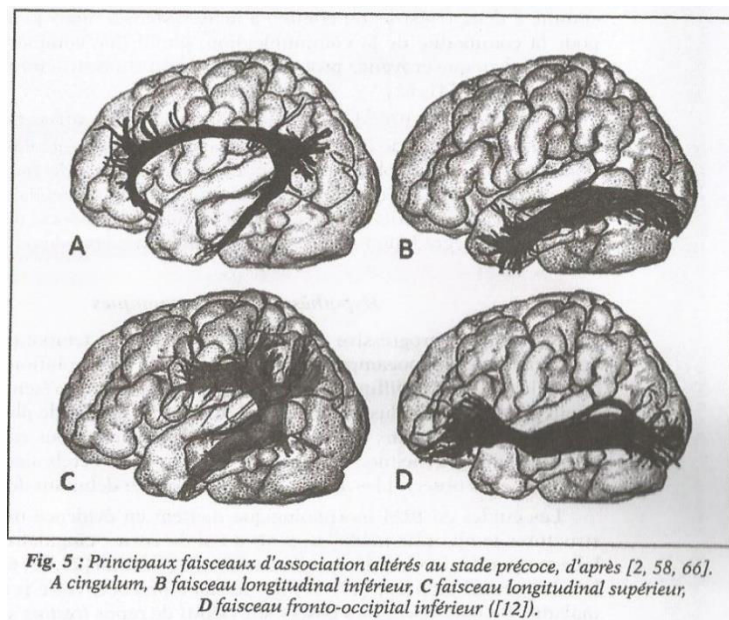 A
B
C
D
Fig. 5 : Principaux faisceaux d'association altérés au stade précoce, d'après [2, 58, 66].
A cingulum, B faisceau longitudinal inférieur, C faisceau longitudinal supérieur,
D faisceau fronto-occipital inférieur ([12]).